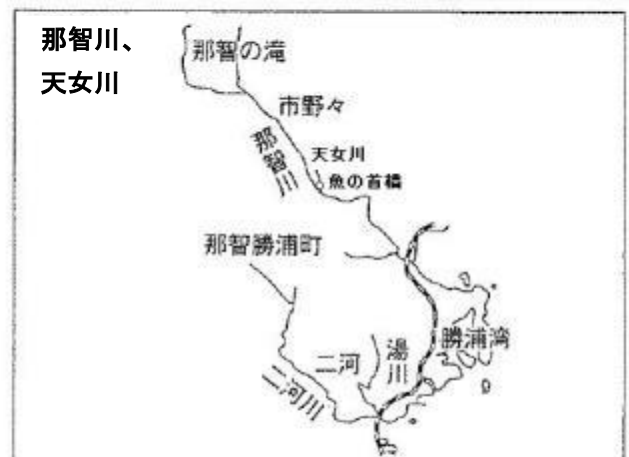 那智川、
天女川
那智の滝
市野々
那智川
天女川
魚の首橋
那智勝浦町
勝浦湾
湯川
二河
二河川